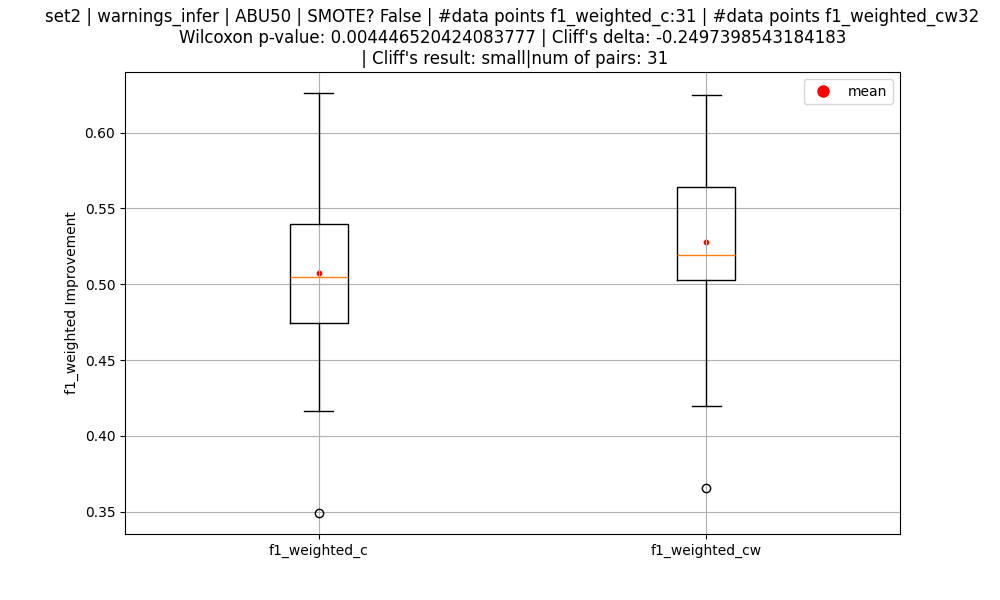 set2 | warnings_infer | ABU50 | SMOTE? False | #data points f1_weighted_c:31 | #data points f1_weighted_cw32
Wilcoxon p-value: 0.004446520424083777 | Cliff's delta: -0.2497398543184183
| Cliff's result: small|num of pairs: 31
mean
0.60
0.55
0.50
0.45
0.40
0.35
f1_weighted Improvement
f1_weighted_c
f1_weighted_cw